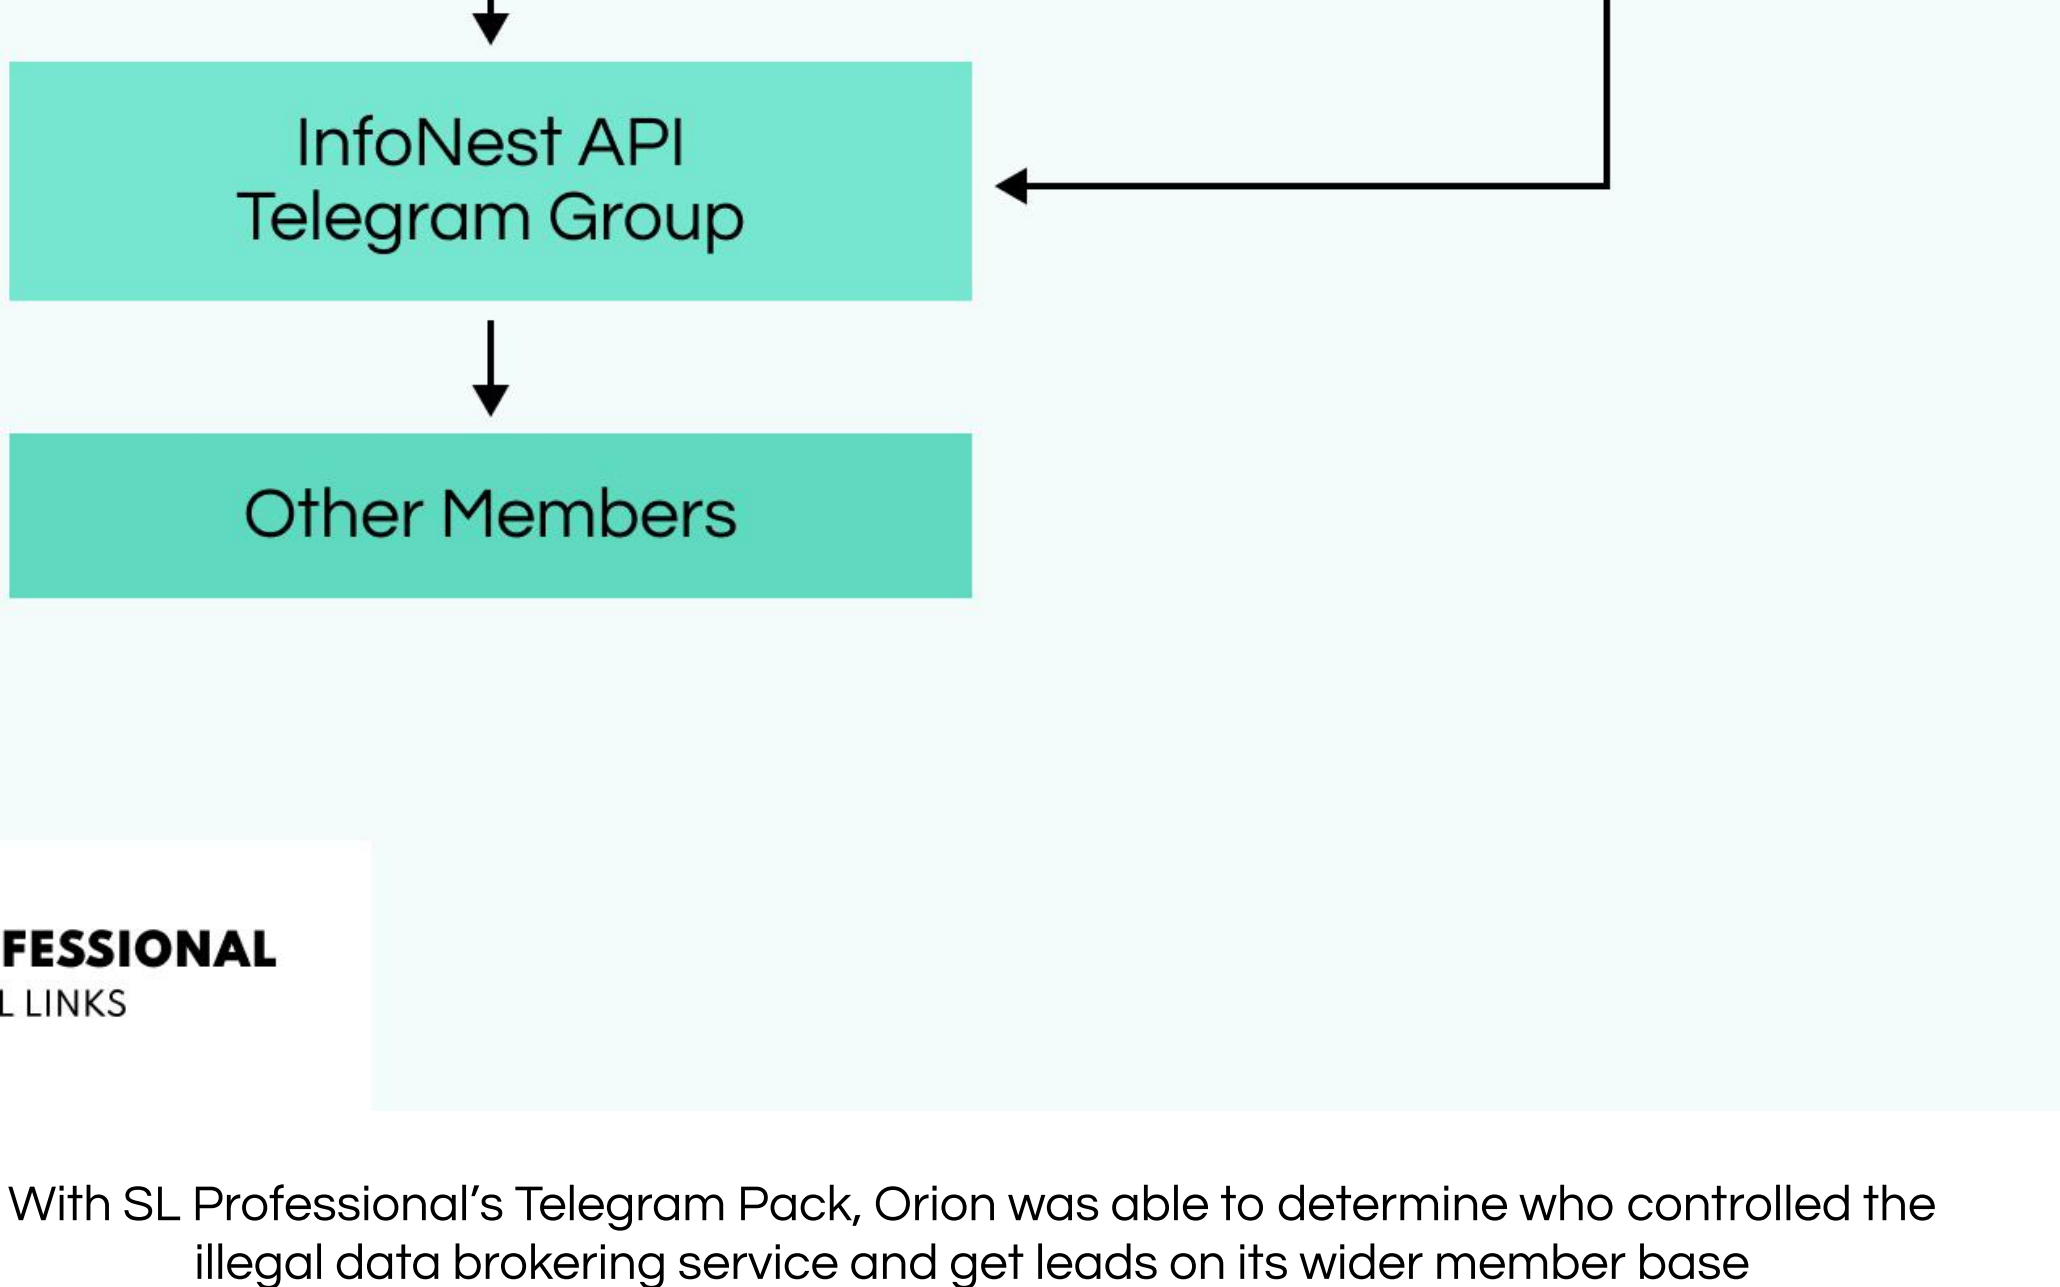 InfoNest API
Telegram Group
Other Members
FESSIONAL
L LINKS
With SL Professional’s Telegram Pack, Orion was able to determine who controlled the
illegal data brokering service and get leads on its wider member base